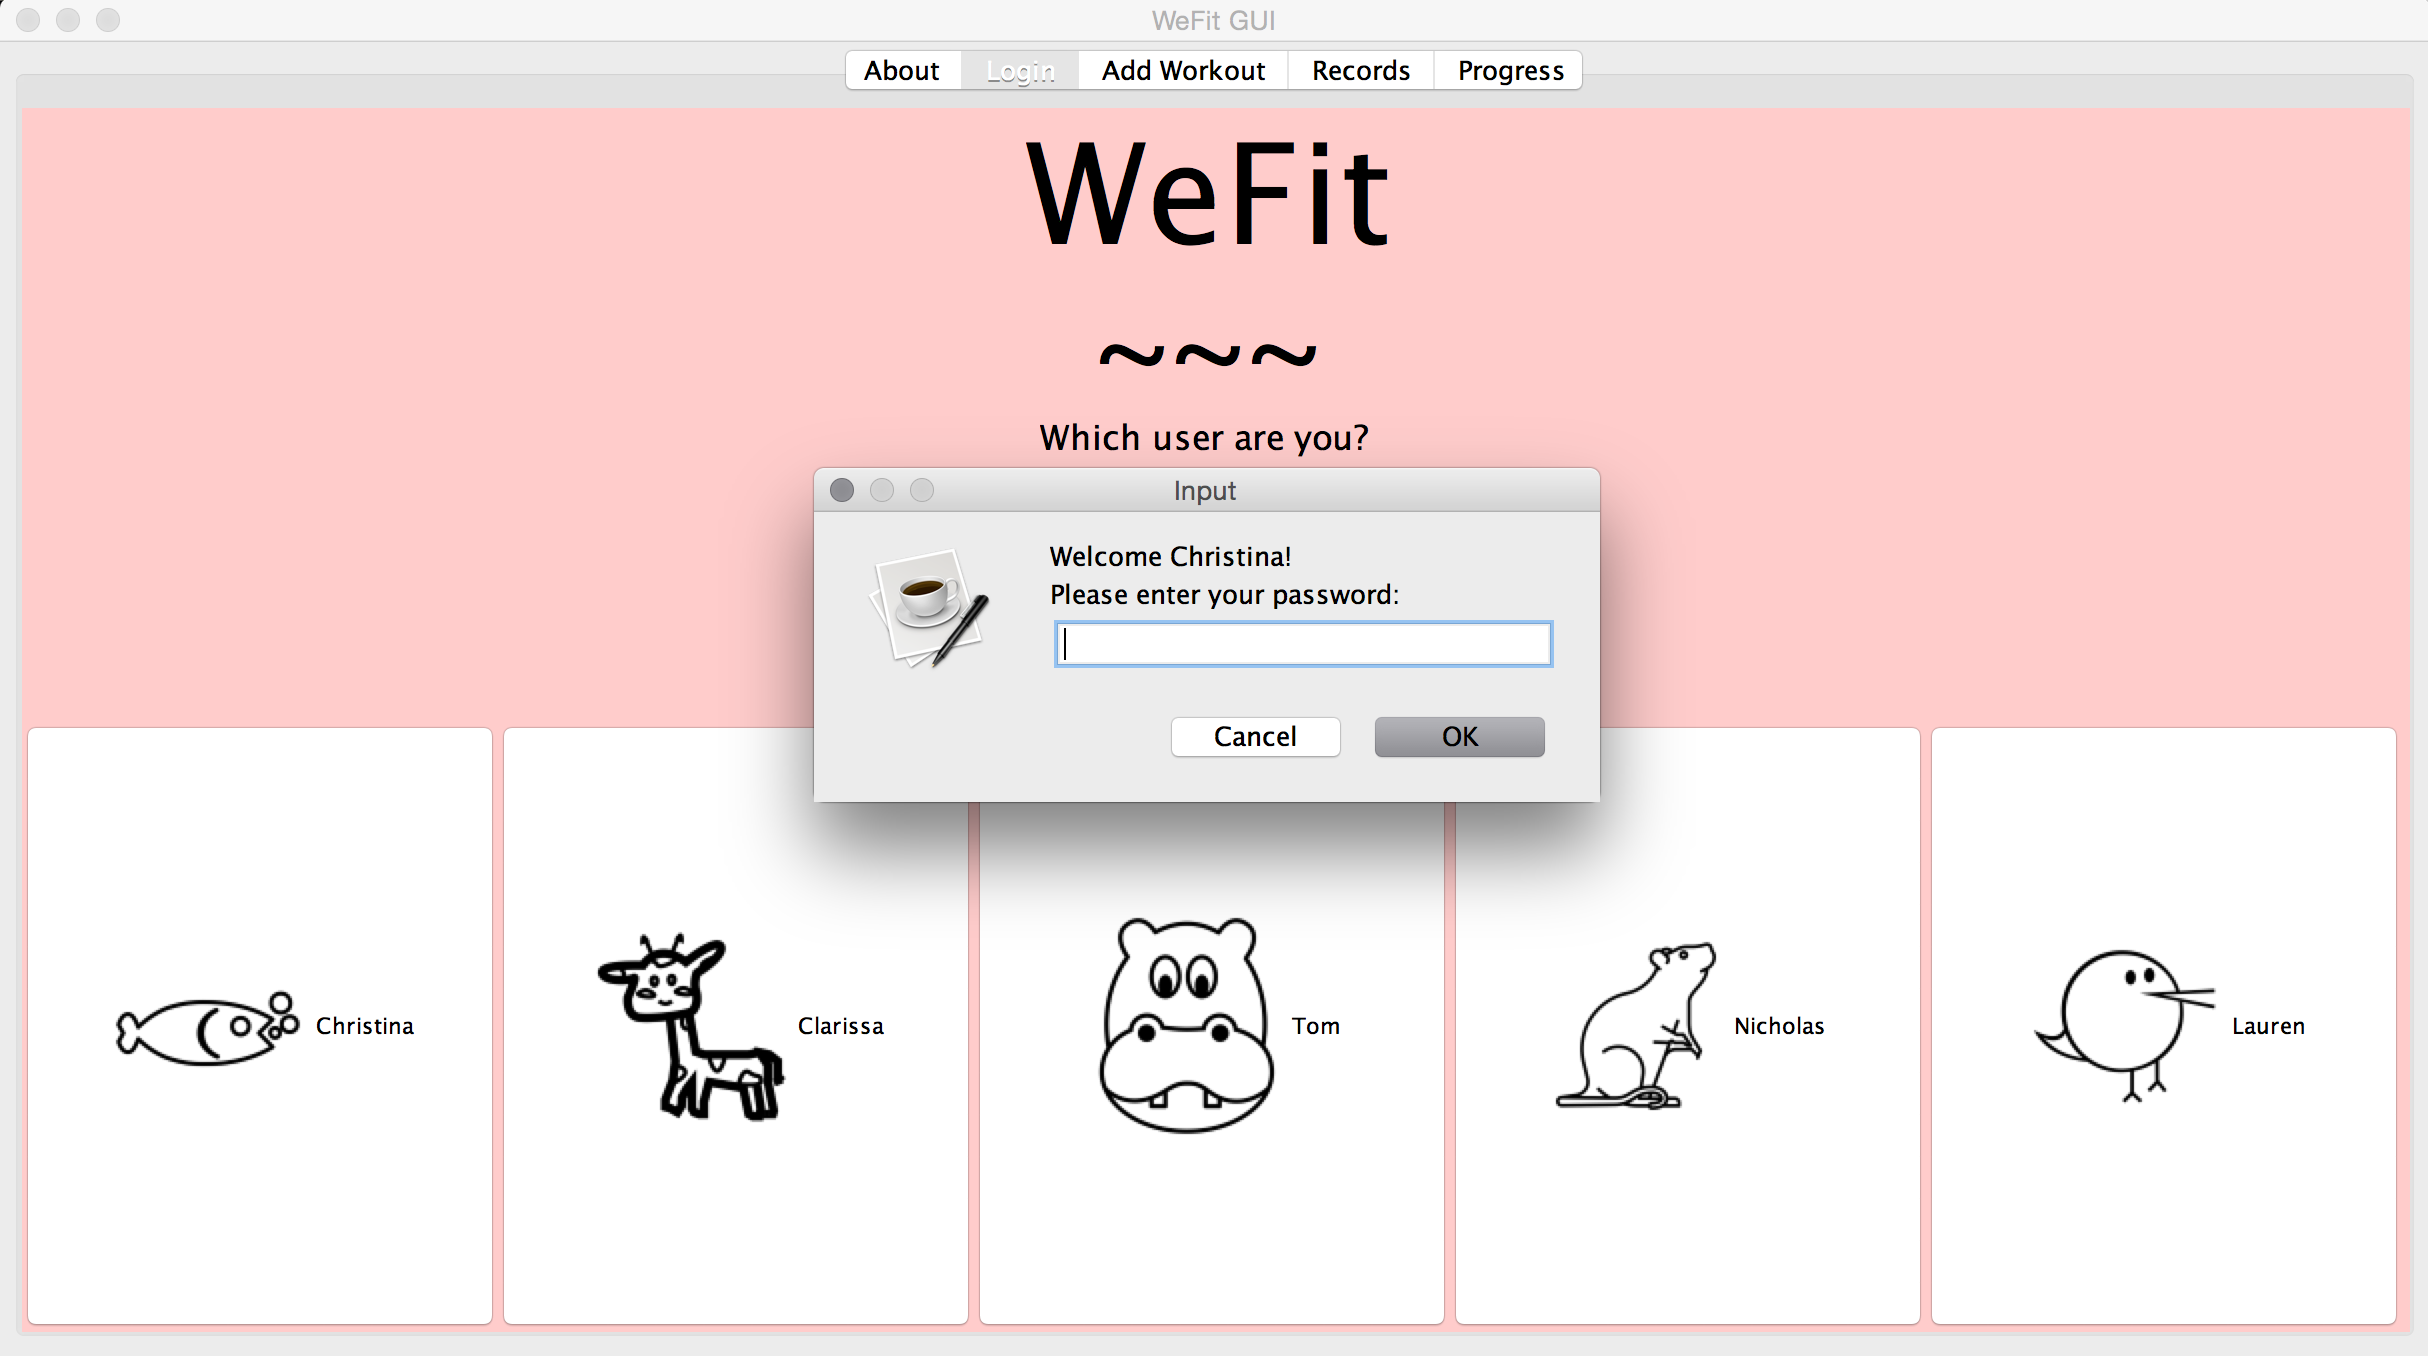 WeFit GUI
About Login Add Workout Records Progress
WeFit
~~~
Which user are you?
Input
Welcome Christina!
Please enter your password:
Cancel OK
Christina Clarissa Tom Nicholas Lauren